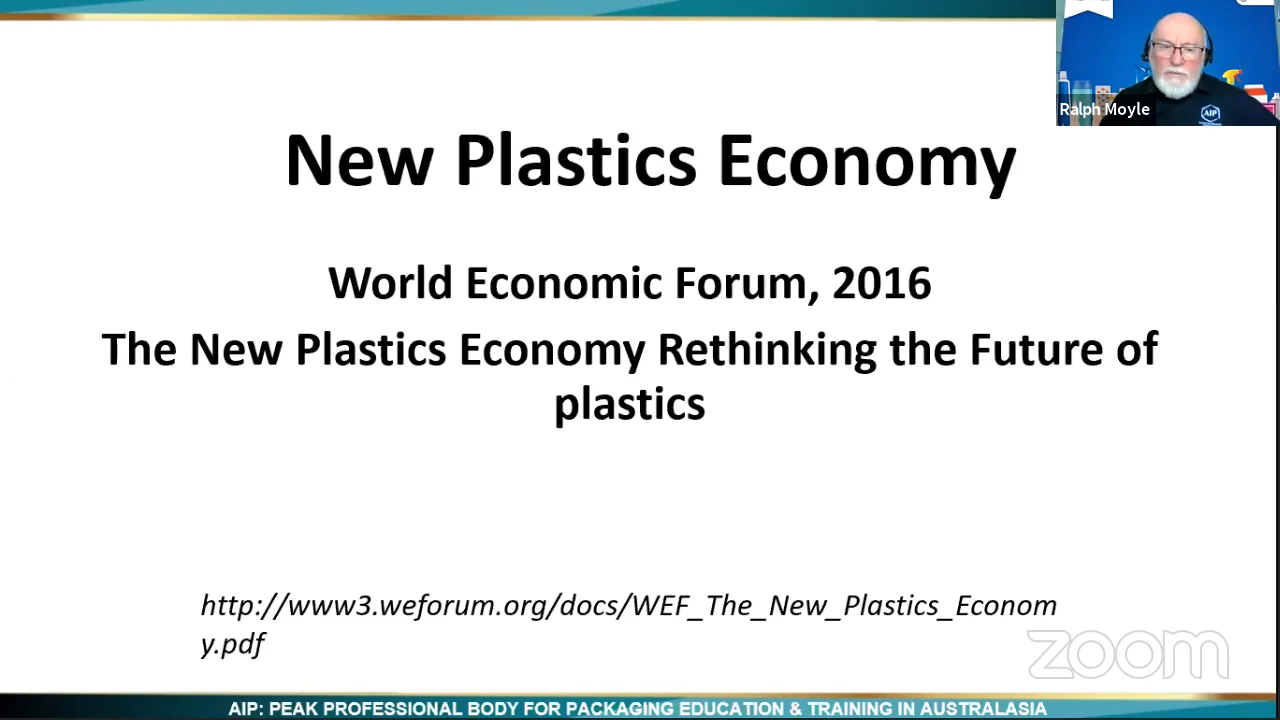 New Plastics Economy
World Economic Forum, 2016
The New Plastics Economy Rethinking the Future of
plastics
http://www3.weforum.org/docs/WEF_The_New_Plastics_Econom
y.pdf
Ralph Moyle
AIP
zoom
AIP: PEAK PROFESSIONAL BODY FOR PACKAGING EDUCATION & TRAINING IN AUSTRALASIA